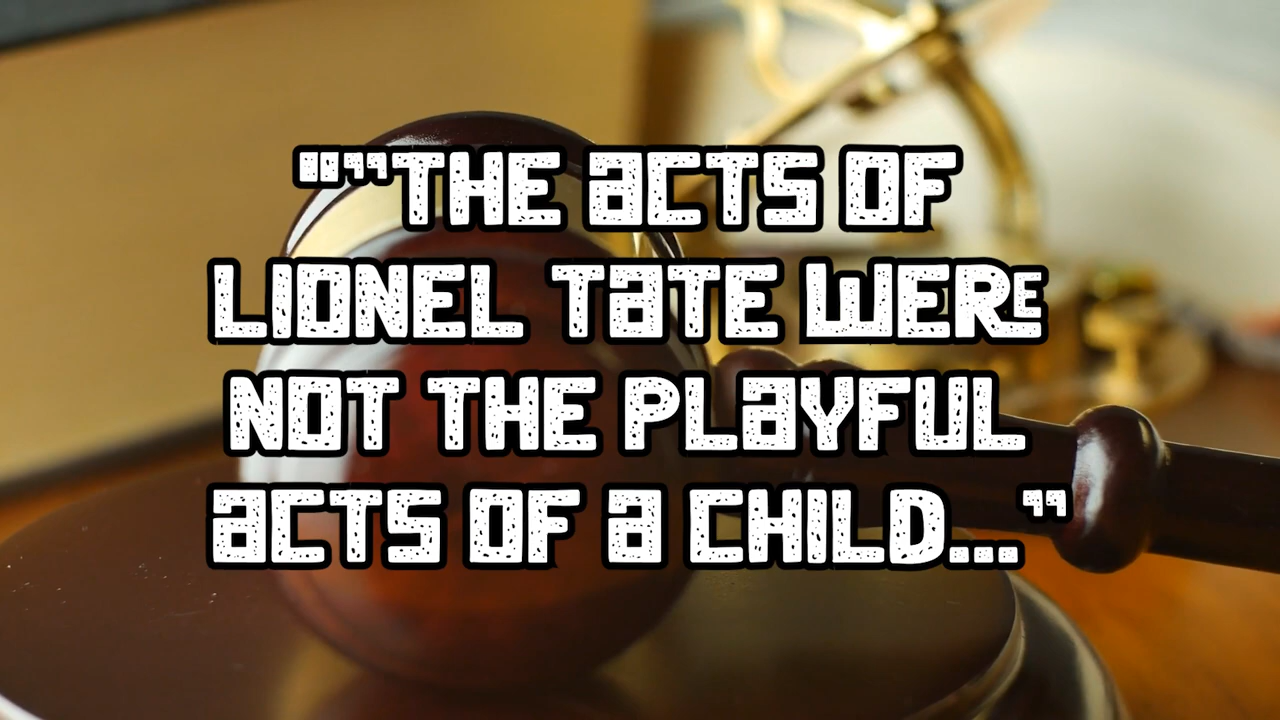 "”"THE ACTS OF
LIONEL TATE WERE
NOT THE PLAYFUL
ACTS OF A CHILD..."